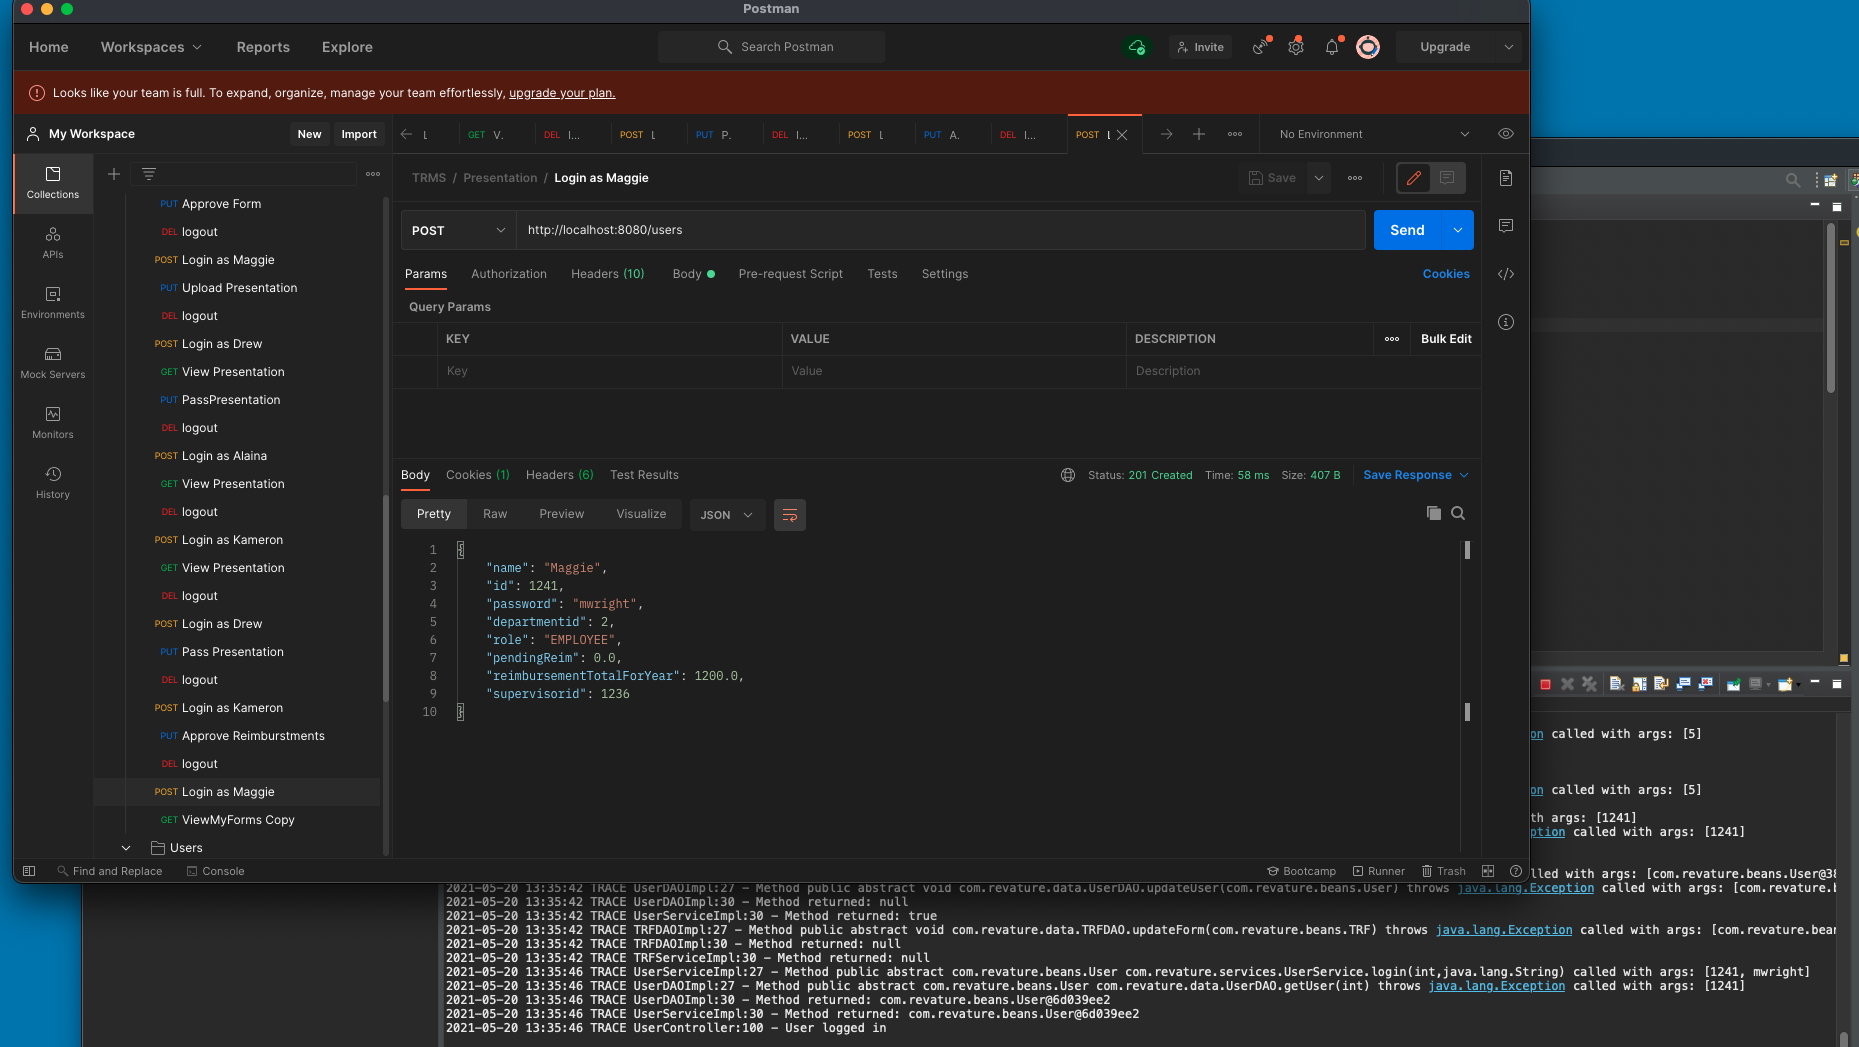 Postman
Home Workspaces Reports Explore Search Postman Invite Upgrade
Looks like your team is full. To expand, organize, manage your team effortlessly, upgrade your plan.
My Workspace New Import
GET V. DEL I... POST L PUT P. DEL I... POST L PUT A. DEL I... POST L No Environment
Collections
APIs
Environments
Mock Servers
Monitors
History
PUT Approve Form
DEL logout
POST Login as Maggie
PUT Upload Presentation
DEL logout
POST Login as Drew
GET View Presentation
PUT PassPresentation
DEL logout
POST Login as Alaina
GET View Presentation
DEL logout
POST Login as Kameron
GET View Presentation
DEL logout
POST Login as Drew
PUT Pass Presentation
DEL logout
POST Login as Kameron
PUT Approve Reimburstments
DEL logout
POST Login as Maggie
GET ViewMyForms Copy
Users
TRMS / Presentation / Login as Maggie Save
POST http://localhost:8080/users Send
Params Authorization Headers (10) Body Pre-request Script Tests Settings Cookies
Query Params
KEY VALUE DESCRIPTION Bulk Edit
Key Value Description
Body Cookies (1) Headers (6) Test Results Status: 201 Created Time: 58 ms Size: 407 B Save Response
Pretty Raw Preview Visualize JSON
1 {
2 "name": "Maggie",
3 "id": 1241,
4 "password": "mwright",
5 "departmentid": 2,
6 "role": "EMPLOYEE",
7 "pendingReim": 0.0,
8 "reimbursementTotalForYear": 1200.0,
9 "supervisorid": 1236
10 }
Find and Replace Console Bootcamp Runner Trash
on called with args: [5]
on called with args: [5]
th args: [1241]
ption called with args: [1241]
lled with args: [com.revature.beans.User@38
2021-05-20 13:35:42 TRACE UserDAOImpl:27 - Method public abstract void com.revature.data.UserDAO.updateUser(com.revature.beans.User) throws java.lang.Exception called with args: [com.revature.b
2021-05-20 13:35:42 TRACE UserDAOImpl:30 - Method returned: null
2021-05-20 13:35:42 TRACE UserServiceImpl:30 - Method returned: true
2021-05-20 13:35:42 TRACE TRFDAOImpl:27 - Method public abstract void com.revature.data.TRFDAO.updateForm(com.revature.beans.TRF) throws java.lang.Exception called with args: [com.revature.bear
2021-05-20 13:35:42 TRACE TRFDAOImpl:30 - Method returned: null
2021-05-20 13:35:42 TRACE TRFServiceImpl:30 - Method returned: null
2021-05-20 13:35:46 TRACE UserServiceImpl:27 - Method public abstract com.revature.beans.User com.revature.services.UserService.login(int,java.lang.String) called with args: [1241, mwright]
2021-05-20 13:35:46 TRACE UserDAOImpl:27 - Method public abstract com.revature.beans.User com.revature.data.UserDAO.getUser(int) throws java.lang.Exception called with args: [1241]
2021-05-20 13:35:46 TRACE UserDAOImpl:30 - Method returned: com.revature.beans.User@6d039ee2
2021-05-20 13:35:46 TRACE UserServiceImpl:30 - Method returned: com.revature.beans.User@6d039ee2
2021-05-20 13:35:46 TRACE UserController:100 - User logged in